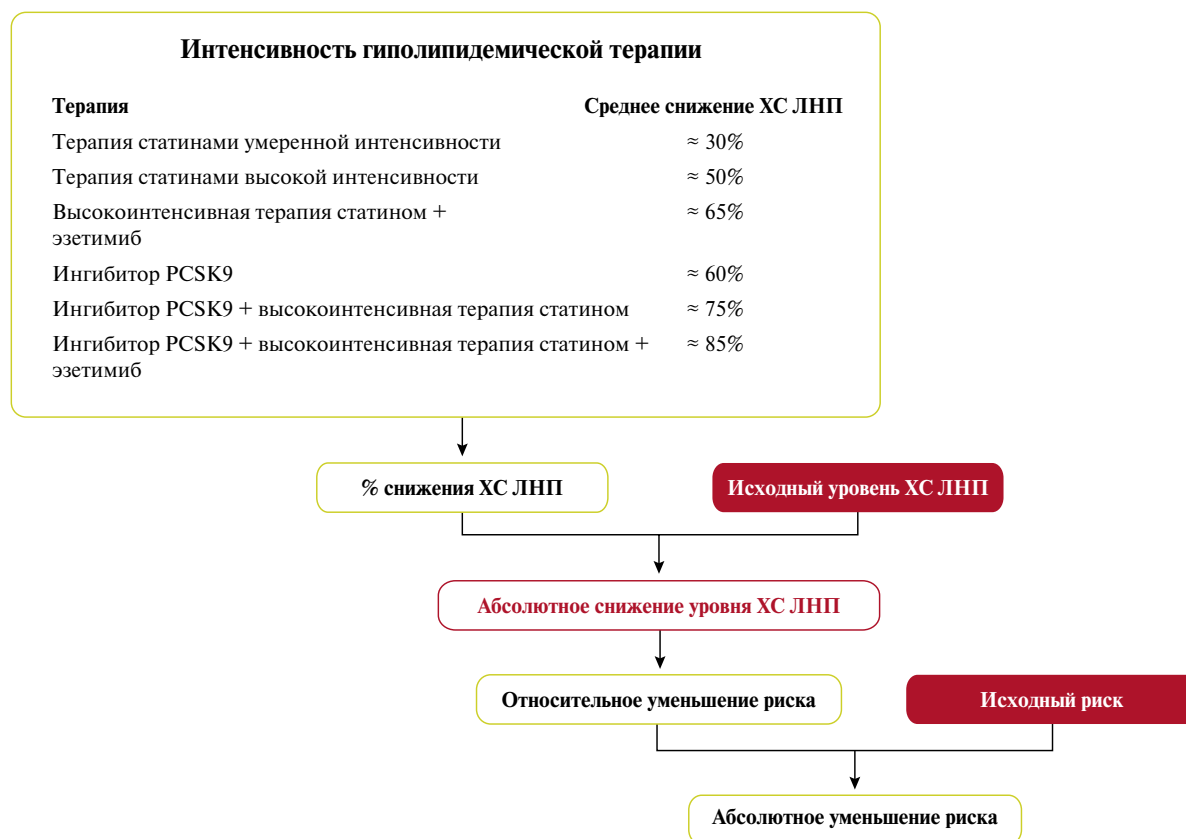 Интенсивность гиполипидемической терапии
Терапия Среднее снижение ХС ЛНП
Терапия статинами умеренной интенсивности ≈ 30%
Терапия статинами высокой интенсивности ≈ 50%
Высокоинтенсивная терапия статином + ≈ 65%
эзетимиб
Ингибитор PCSK9 ≈ 60%
Ингибитор PCSK9 + высокоинтенсивная терапия статином ≈ 75%
Ингибитор PCSK9 + высокоинтенсивная терапия статином + ≈ 85%
эзетимиб
% снижения ХС ЛНП Исходный уровень ХС ЛНП
Абсолютное снижение уровня ХС ЛНП
Относительное уменьшение риска Исходный риск
Абсолютное уменьшение риска